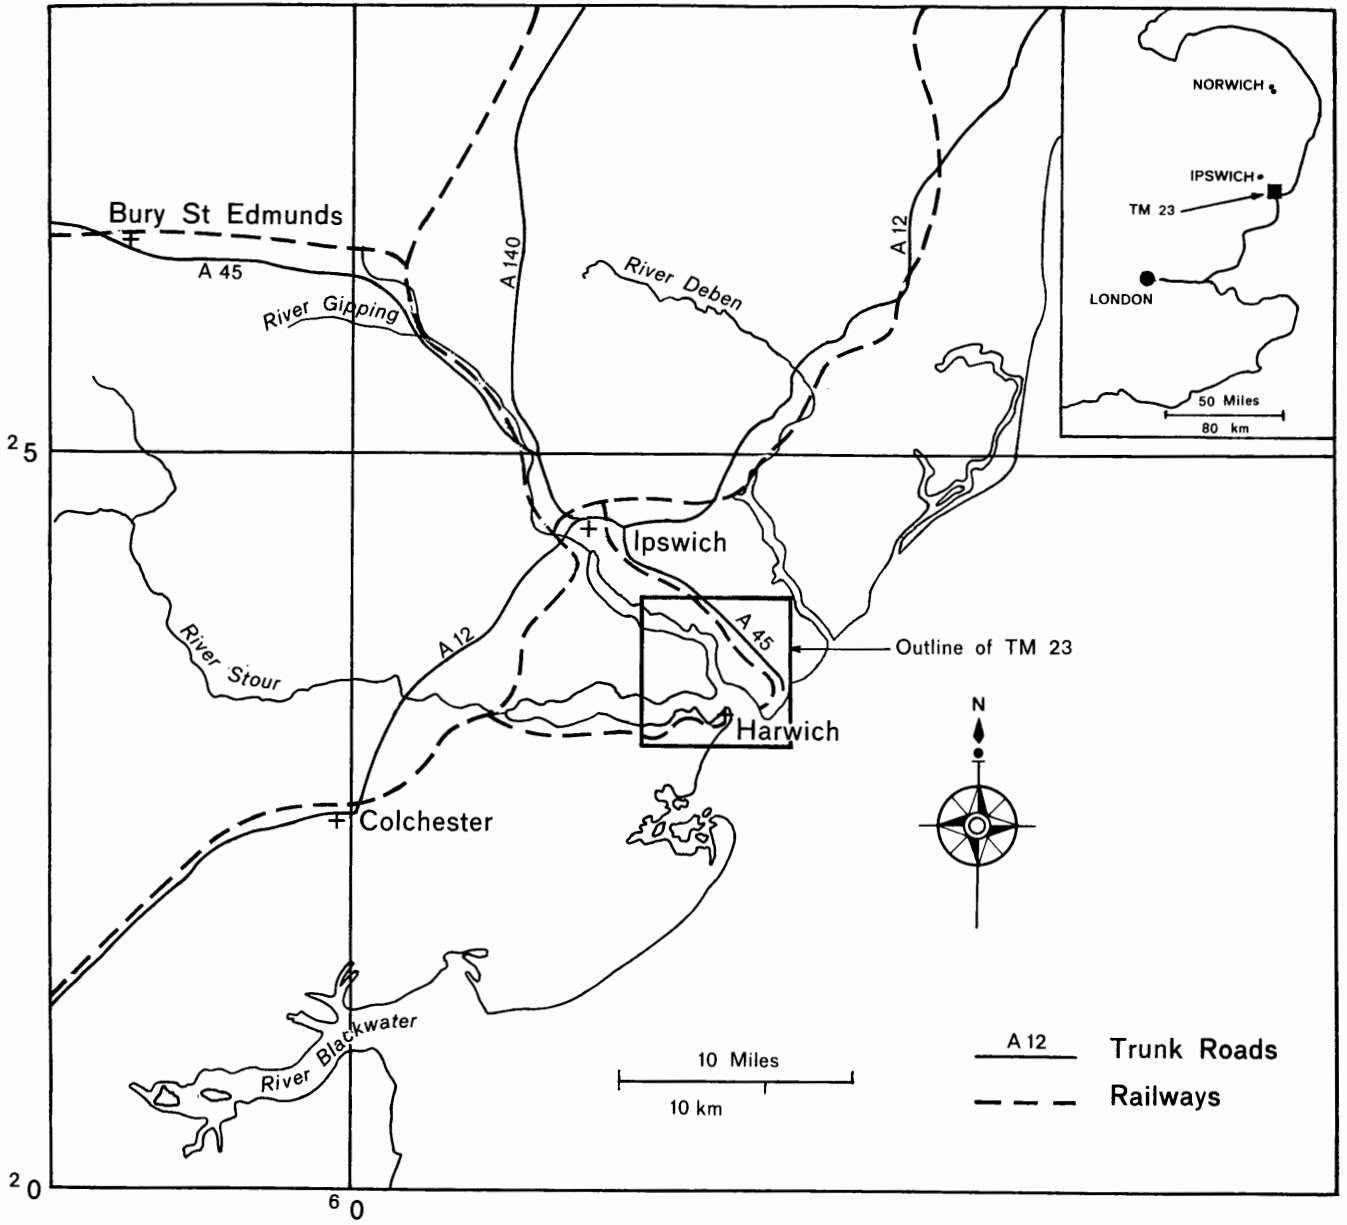 NORWICH
IPSWICH
TM 23
LONDON
50 Miles
80 km
Bury St Edmunds
A 45
A 140
A 12
River Deben
River Gipping
2 5
Ipswich
A 45
A 12
River Stour
Outline of TM 23
N
Harwich
Colchester
River Blackwater
10 Miles
10 km
A 12
Trunk Roads
Railways
2 0
6 0